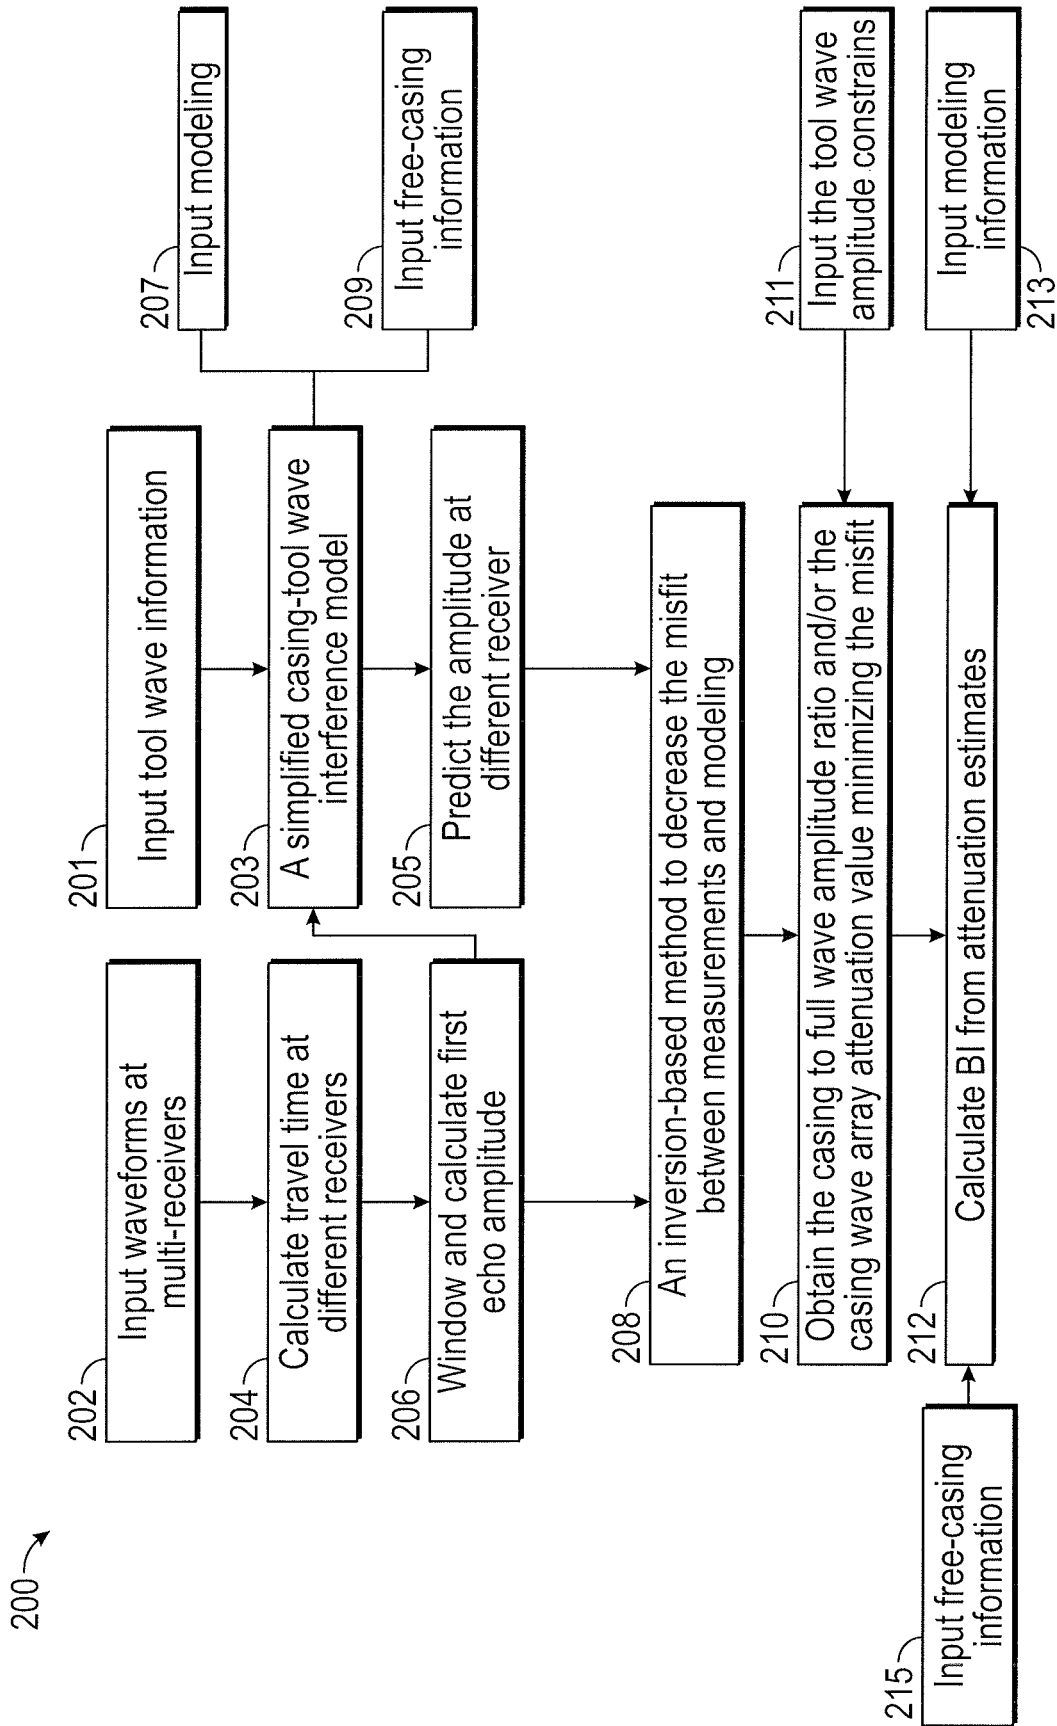 200
202
Input waveforms at
multi-receivers
204
Calculate travel time at
different receivers
206
Window and calculate first
echo amplitude
201
Input tool wave information
203
A simplified casing-tool wave
interference model
205
Predict the amplitude at
different receiver
207
Input modeling
209
Input free-casing
information
208
An inversion-based method to decrease the misfit
between measurements and modeling
210
Obtain the casing to full wave amplitude ratio and/or the
casing wave array attenuation value minimizing the misfit
211
Input the tool wave
amplitude constrains
215
Input free-casing
information
212
Calculate BI from attenuation estimates
Input modeling
information
213